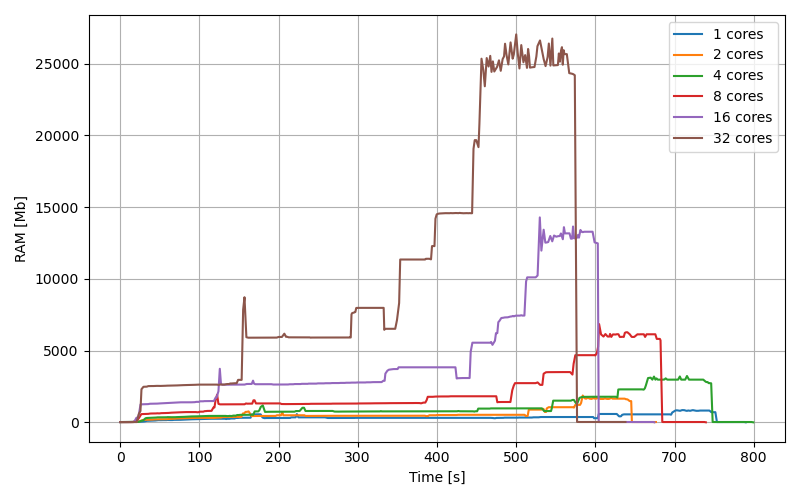 1 cores
2 cores
4 cores
8 cores
16 cores
32 cores
25000
20000
15000
10000
5000
0
RAM [Mb]
0 100 200 300 400 500 600 700 800
Time [s]